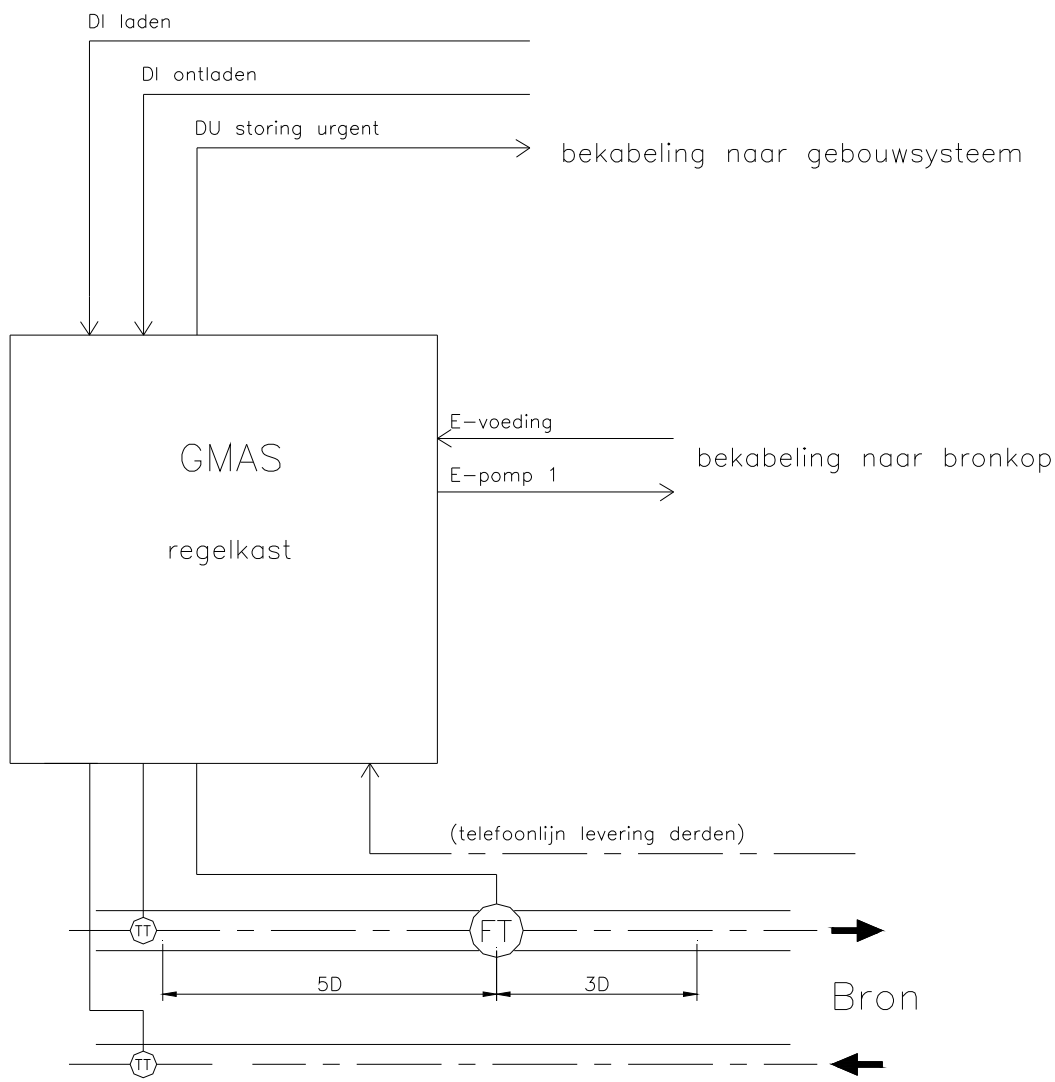 DI laden
DI ontladen
DU storing urgent
bekabeling naar gebouwsysteem
E-voeding
GMAS
bekabeling naar bronkop
E-pomp 1
regelkast
(telefoonlijn levering derden)
TT
FT
5D
3D
Bron
TT